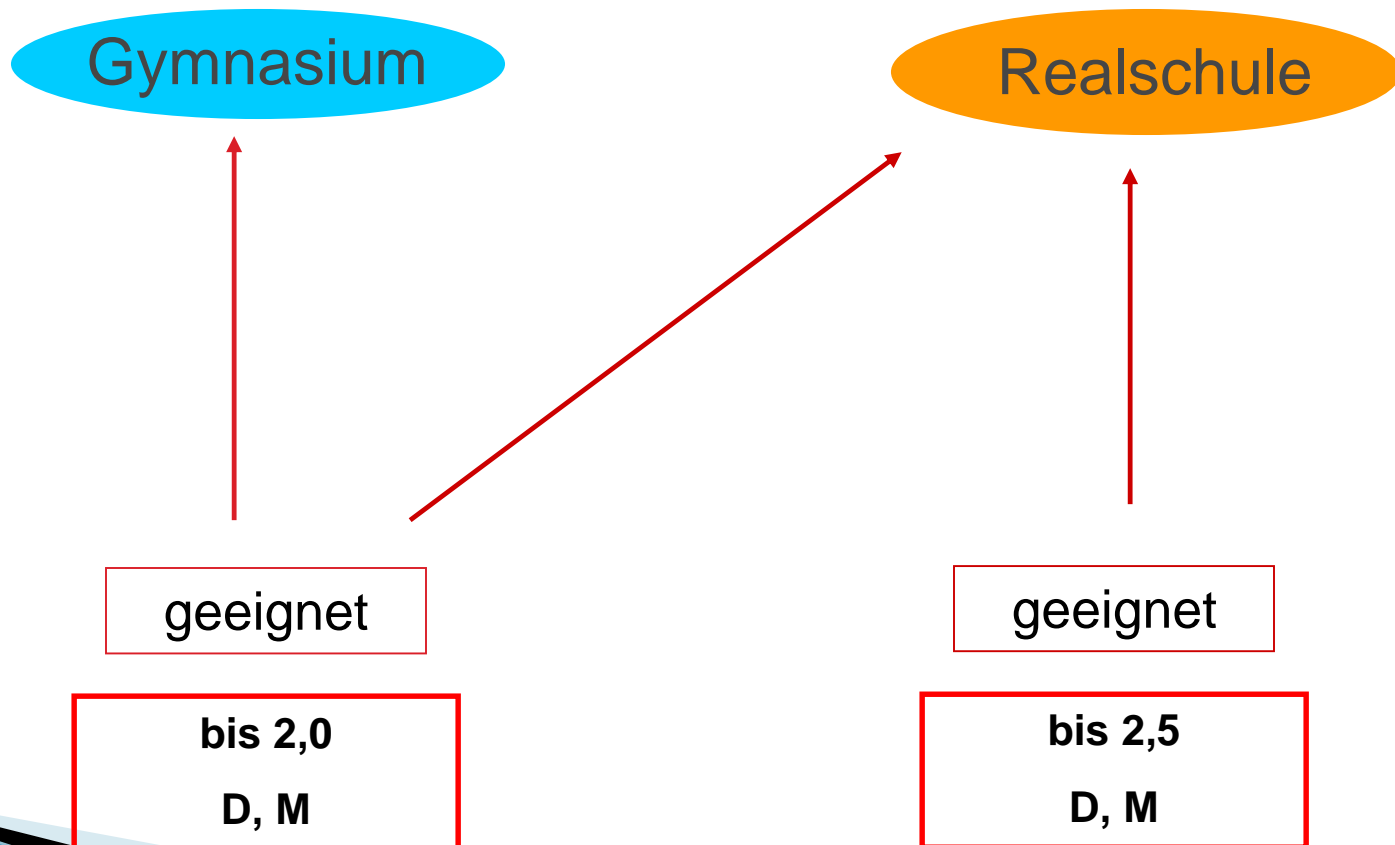 Gymnasium
Realschule
geeignet
geeignet
bis 2,0
D, M
bis 2,5
D, M